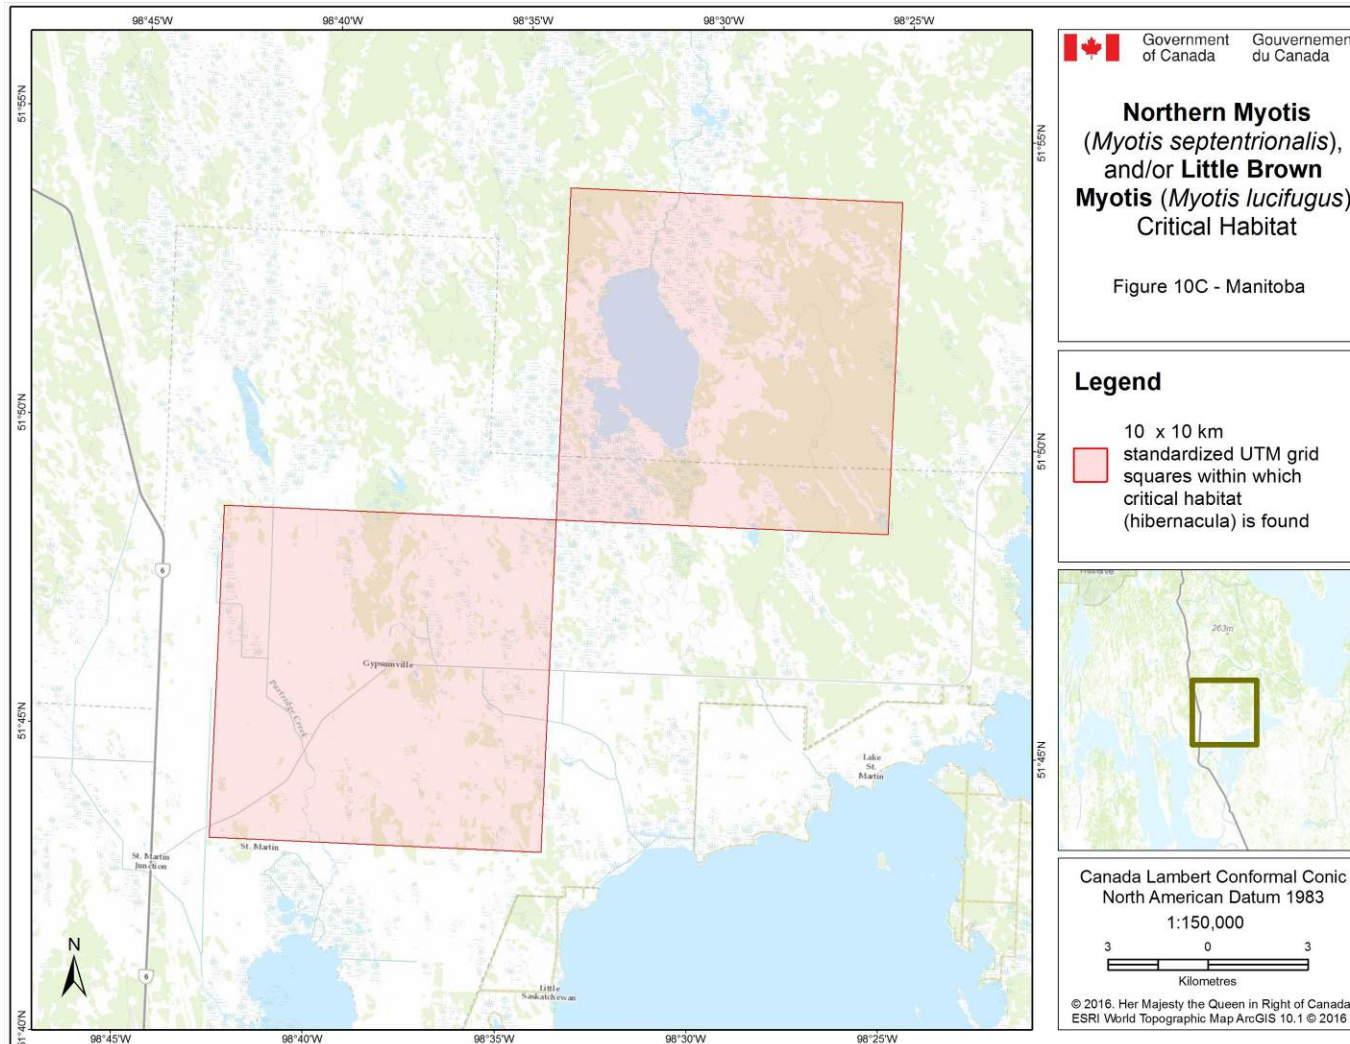 98°45'W 98°40'W 98°35'W 98°30'W 98°25'W
51°55'N
51°50'N
51°45'N
51°40'N
51°55'N
51°50'N
51°45'N
6
Gypsumville
Partridge Creek
Lake
St.
Martin
St. Martin
Junction
St. Martin
6
Little
Saskatchewan
N
98°45'W 98°40'W 98°35'W 98°30'W 98°25'W
Government
of Canada
Gouvernemen
du Canada
Northern Myotis
(Myotis septentrionalis),
and/or Little Brown
Myotis (Myotis lucifugus)
Critical Habitat
Figure 10C - Manitoba
Legend
10 x 10 km
standardized UTM grid
squares within which
critical habitat
(hibernacula) is found
263m
Canada Lambert Conformal Conic
North American Datum 1983
1:150,000
3 0 3
Kilometres
© 2016. Her Majesty the Queen in Right of Canada
ESRI World Topographic Map ArcGIS 10.1 © 2016